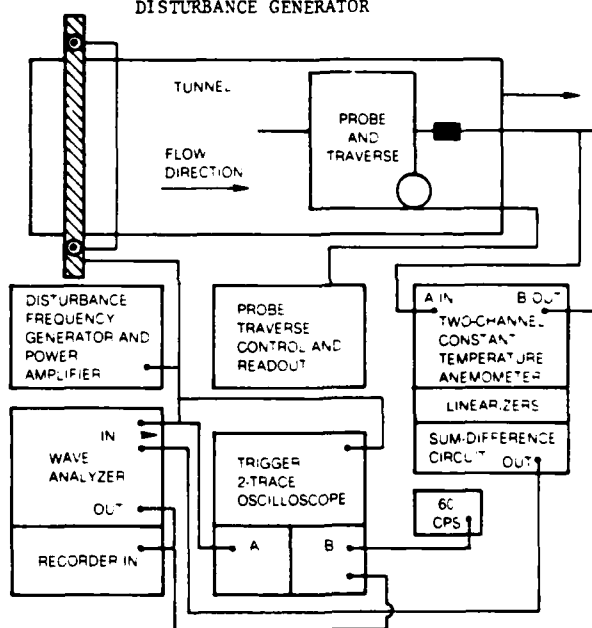 DISTURBANCE GENERATOR
TUNNEL
FLOW
DIRECTION
PROBE
AND
TRAVERSE
DISTURBANCE
FREQUENCY
GENERATOR AND
POWER
AMPLIFIER
PROBE
TRAVERSE
CONTROL AND
READOUT
A IN B OUT
TWO-CHANNEL
CONSTANT
TEMPERATURE
ANEMOMETER
LINEARIZERS
SUM-DIFFERENCE
CIRCUIT OUT
IN
WAVE
ANALYZER
OUT
RECORDER IN
TRIGGER
2-TRACE
OSCILLOSCOPE
A B
60
CPS